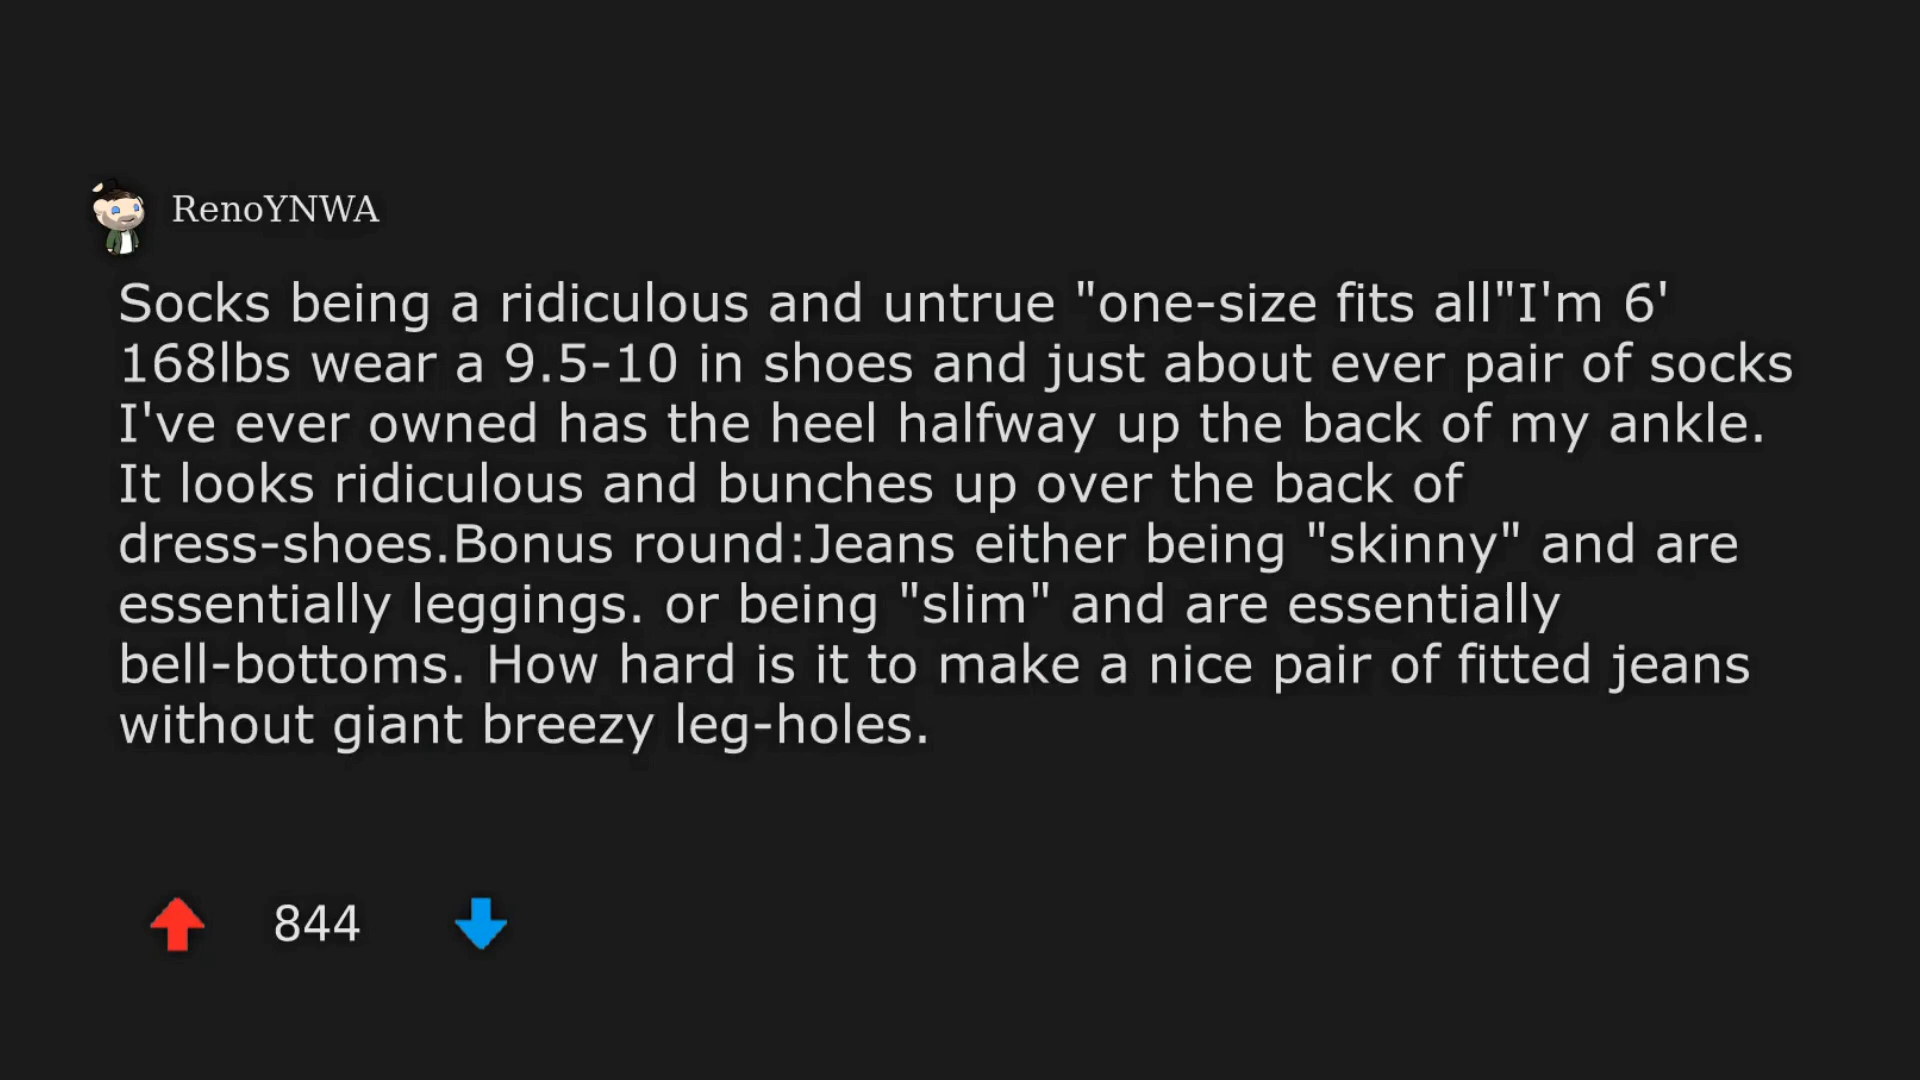 RenoYNWA
Socks being a ridiculous and untrue "one-size fits all"I'm 6'
168lbs wear a 9.5-10 in shoes and just about ever pair of socks
I've ever owned has the heel halfway up the back of my ankle.
It looks ridiculous and bunches up over the back of
dress-shoes.Bonus round:Jeans either being "skinny" and are
essentially leggings. or being "slim" and are essentially
bell-bottoms. How hard is it to make a nice pair of fitted jeans
without giant breezy leg-holes.
844